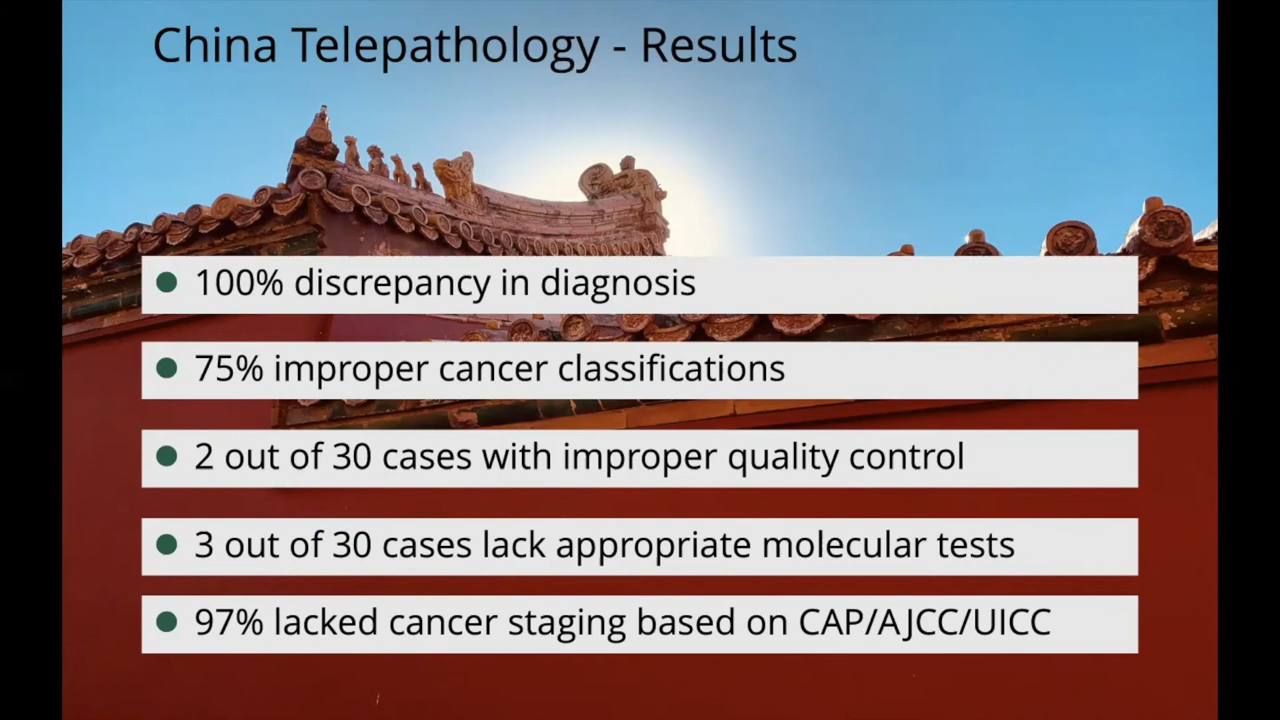 China Telepathology - Results
100% discrepancy in diagnosis
75% improper cancer classifications
2 out of 30 cases with improper quality control
3 out of 30 cases lack appropriate molecular tests
97% lacked cancer staging based on CAP/AJCC/UICC